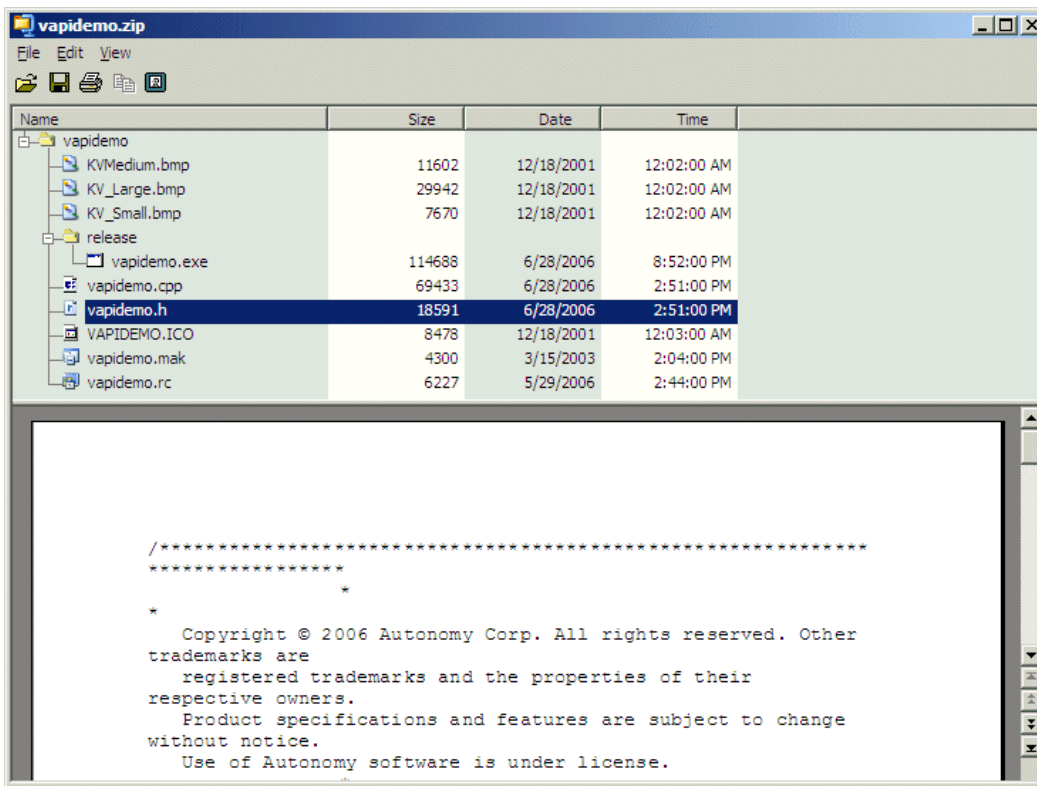 vapidemo.zip
File Edit View
Name Size Date Time
vapidemo
KVMedium.bmp 11602 12/18/2001 12:02:00 AM
KV_Large.bmp 29942 12/18/2001 12:02:00 AM
KV_Small.bmp 7670 12/18/2001 12:02:00 AM
release
vapidemo.exe 114688 6/28/2006 8:52:00 PM
vapidemo.cpp 69433 6/28/2006 2:51:00 PM
vapidemo.h 18591 6/28/2006 2:51:00 PM
VAPIDEMO.ICO 8478 12/18/2001 12:03:00 AM
vapidemo.mak 4300 3/15/2003 2:04:00 PM
vapidemo.rc 6227 5/29/2006 2:44:00 PM
/**************************************************************
*****************
*
*
Copyright © 2006 Autonomy Corp. All rights reserved. Other
trademarks are
registered trademarks and the properties of their
respective owners.
Product specifications and features are subject to change
without notice.
Use of Autonomy software is under license.